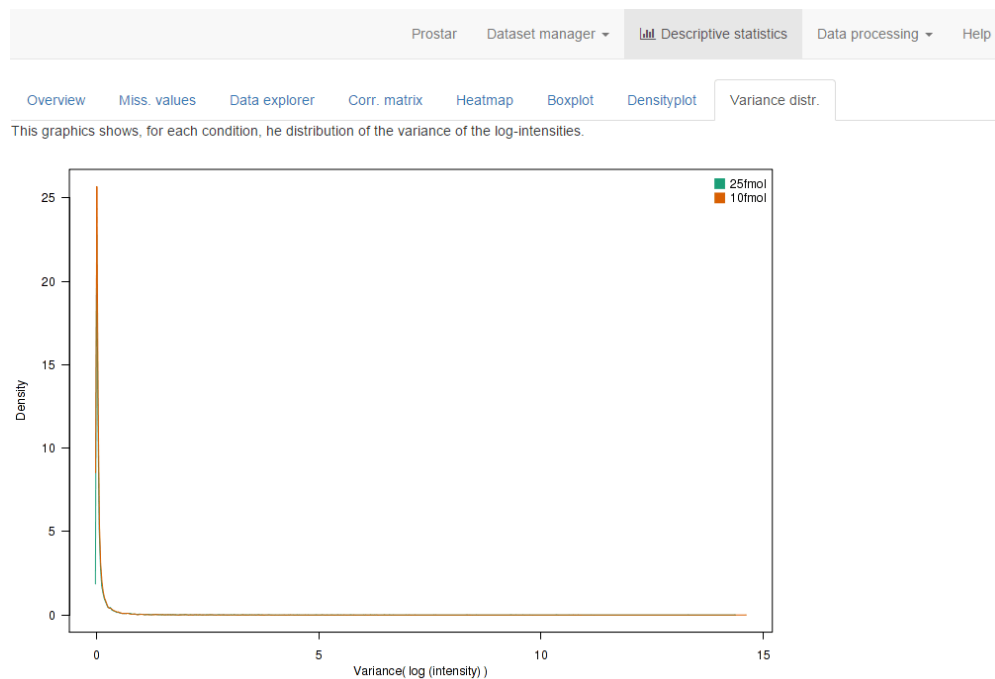 Prostar Dataset manager Descriptive statistics Data processing Help
Overview Miss. values Data explorer Corr. matrix Heatmap Boxplot Densityplot Variance distr.
This graphics shows, for each condition, he distribution of the variance of the log-intensities.
25fmol
10fmol
25
20
15
10
5
0
Density
0 5 10 15
Variance( log (intensity) )